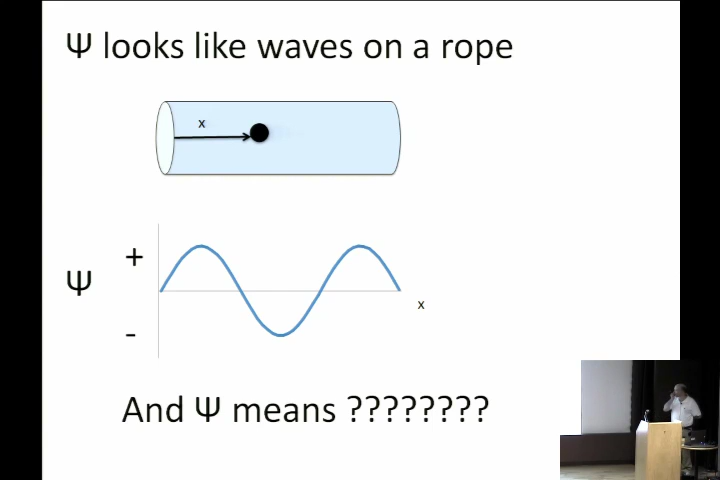 Ψ looks like waves on a rope
x
+
Ψ
-
x
And Ψ means ????????